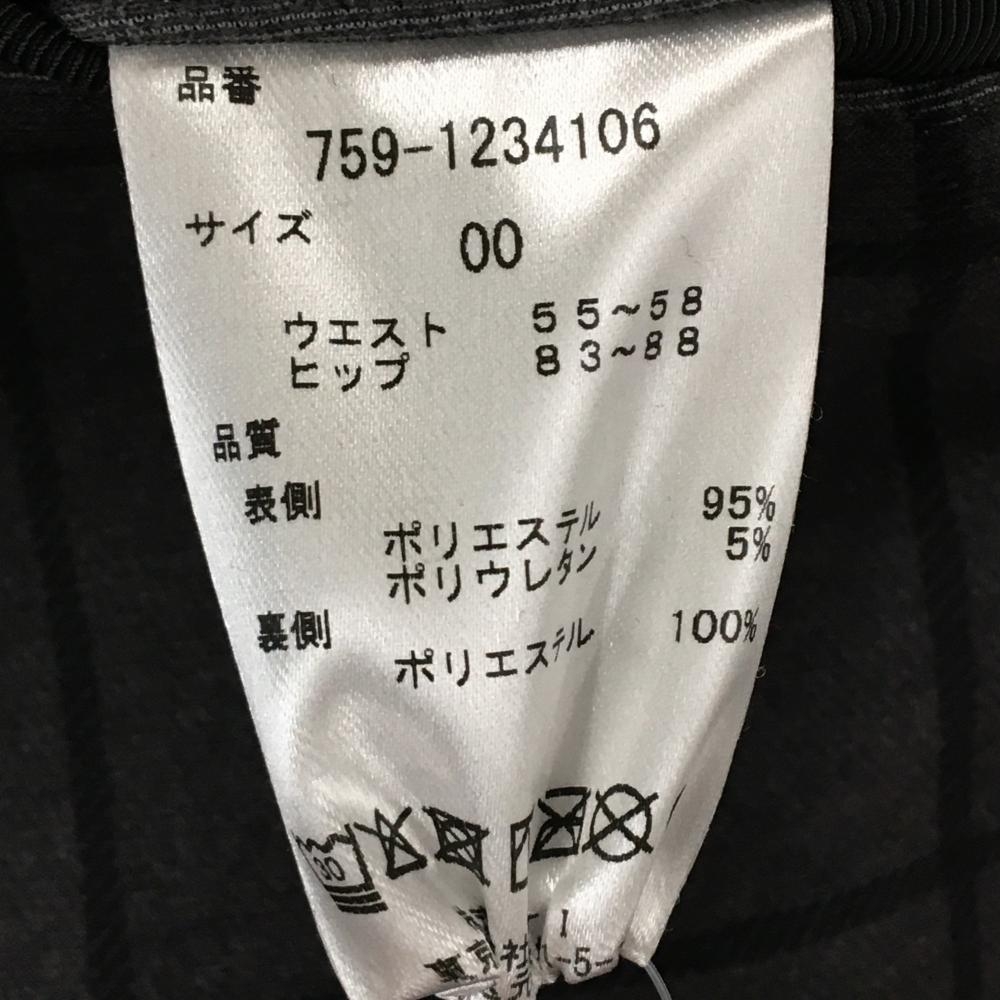 品番
759-1234106
サイズ 00
ウエスト 55~58
ヒップ 83~88
品質
表側
ポリエステル 95%
ポリウレタン 5%
裏側
ポリエステル 100%
30